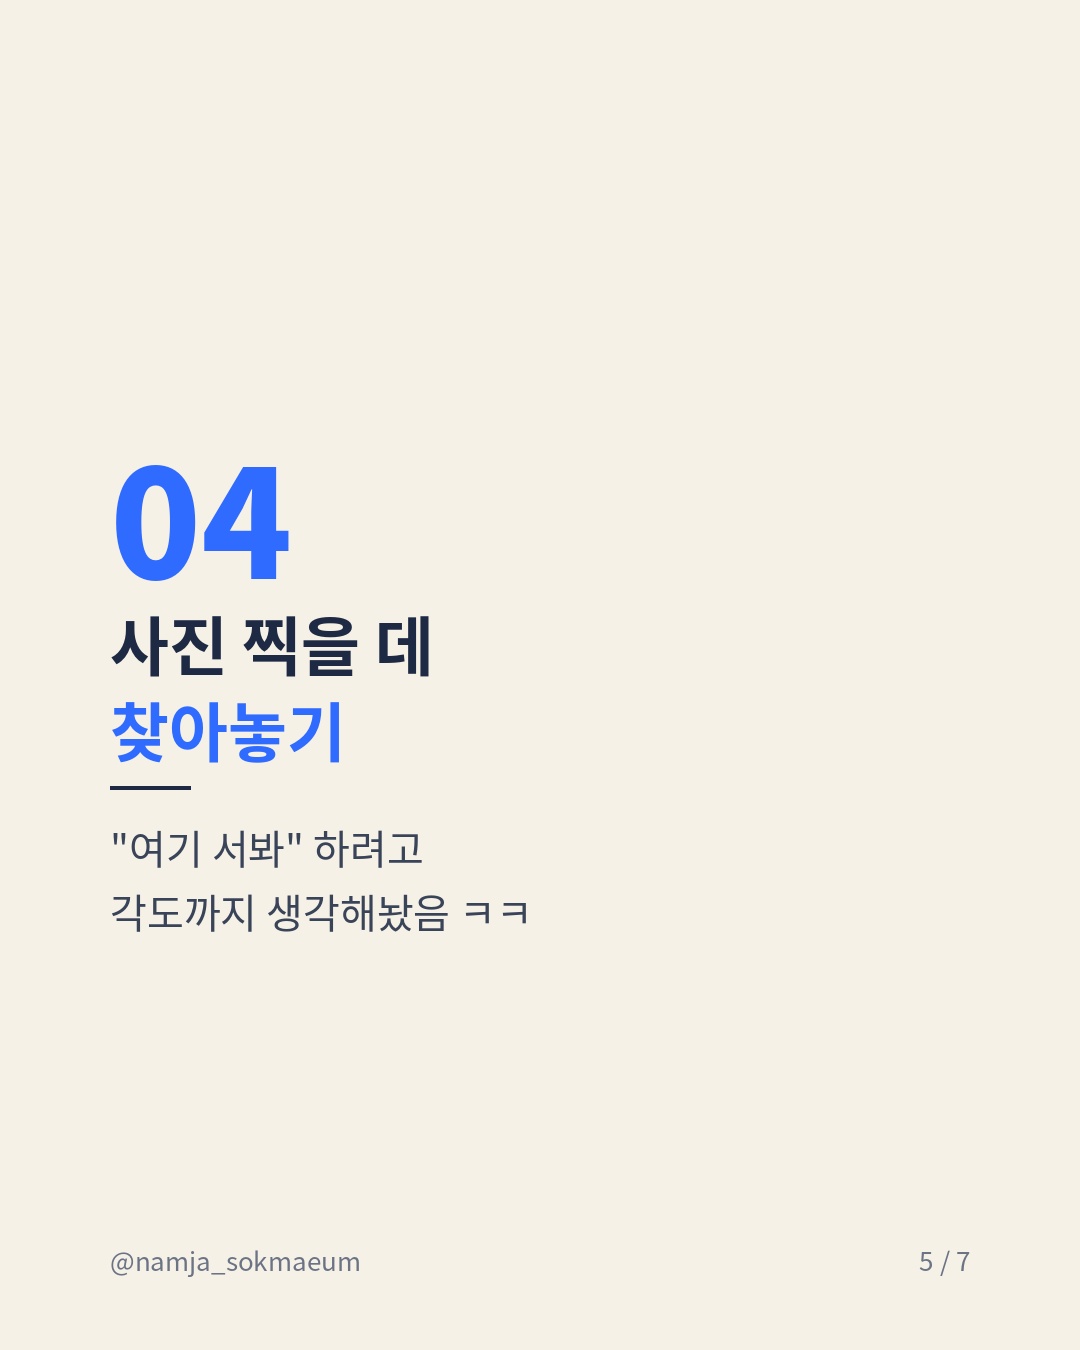 04
사진 찍을 데
찾아놓기
"여기 서봐" 하려고
각도까지 생각해놨음 ㅋㅋ
@namja_sokmaeum
5 / 7